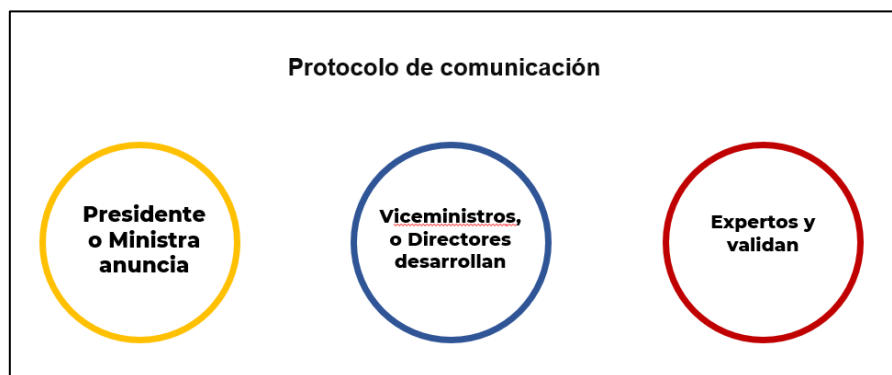 Protocolo de comunicación
Presidente
o Ministra
anuncia
Viceministros,
o Directores
desarrollan
Expertos y
validan